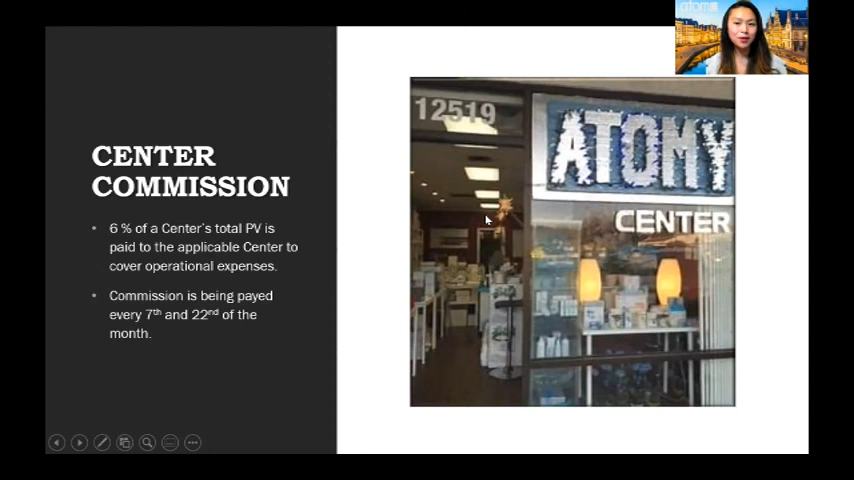 atom
CENTER
COMMISSION
• 6 % of a Center's total PV is
paid to the applicable Center to
cover operational expenses.
• Commission is being payed
every 7th and 22nd of the
month.
12519
ATOMY
CENTER